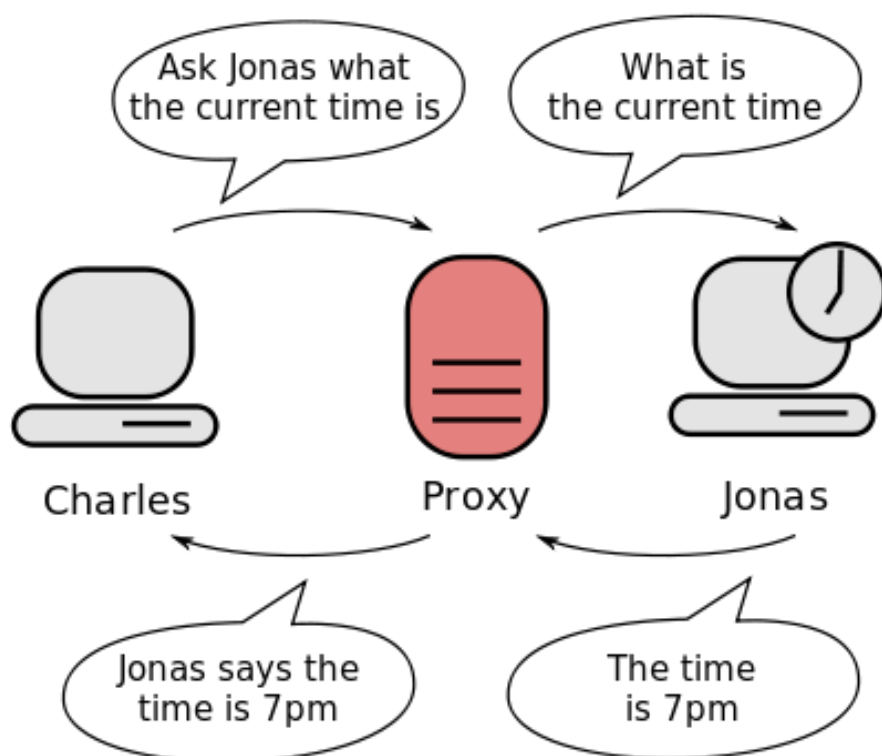 Ask Jonas what
the current time is
What is
the current time
Charles
Proxy
Jonas
Jonas says the
time is 7pm
The time
is 7pm